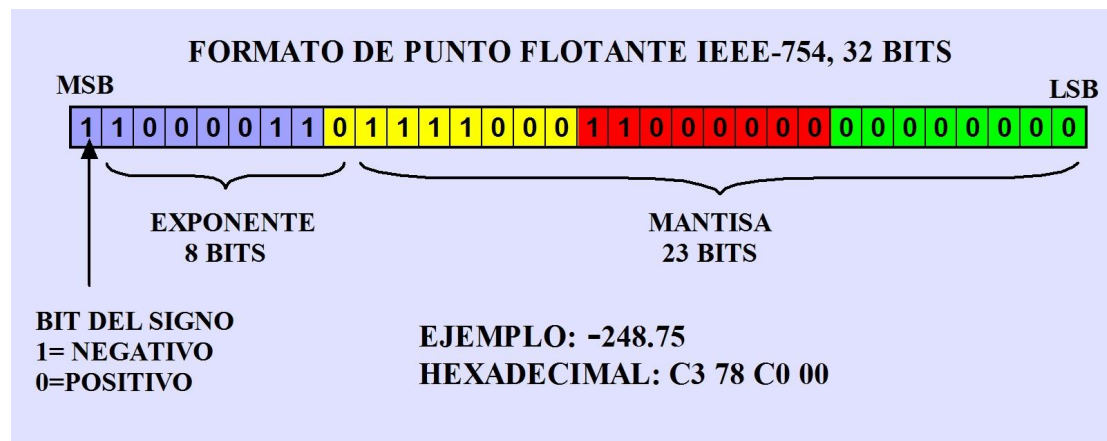 FORMATO DE PUNTO FLOTANTE IEEE-754, 32 BITS
MSB
LSB
1 1 0 0 0 0 1 1 0 1 1 1 1 0 0 0 1 1 0 0 0 0 0 0 0 0 0 0 0 0 0 0
EXPONENTE
8 BITS
MANTISA
23 BITS
BIT DEL SIGNO
1= NEGATIVO
0=POSITIVO
EJEMPLO: -248.75
HEXADECIMAL: C3 78 C0 00